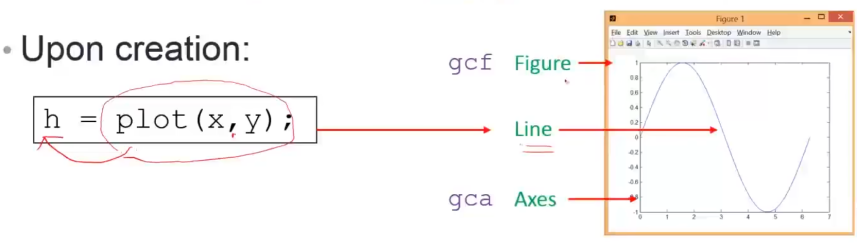 • Upon creation:
h = plot(x,y);
gcf Figure
Line
gca Axes
Figure 1
File Edit View Insert Tools Desktop Window Help
1
0.8
0.6
0.4
0.2
0
-0.2
-0.4
-0.6
-0.8
-1
0 1 2 3 4 5 6 7